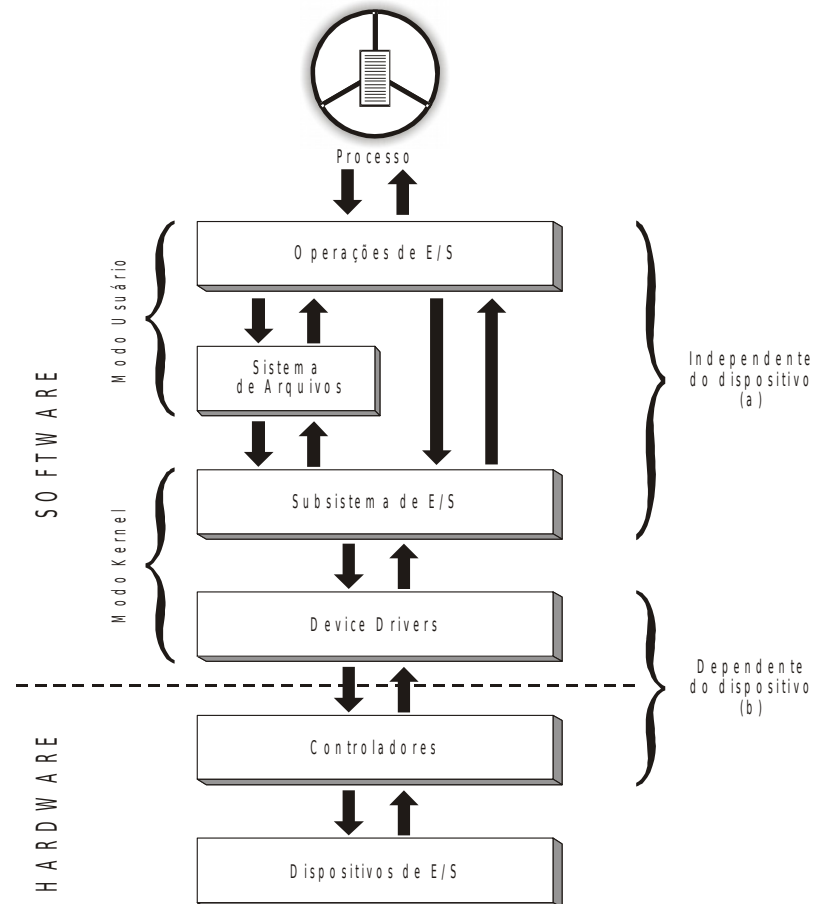 Processo
Operações de E/S
Modo Usuário
Sistema
de Arquivos
Independente
do dispositivo
(a)
SOFTWARE
Subsistema de E/S
Modo Kernel
Device Drivers
Dependente
do dispositivo
(b)
Controladores
HARDWARE
Dispositivos de E/S